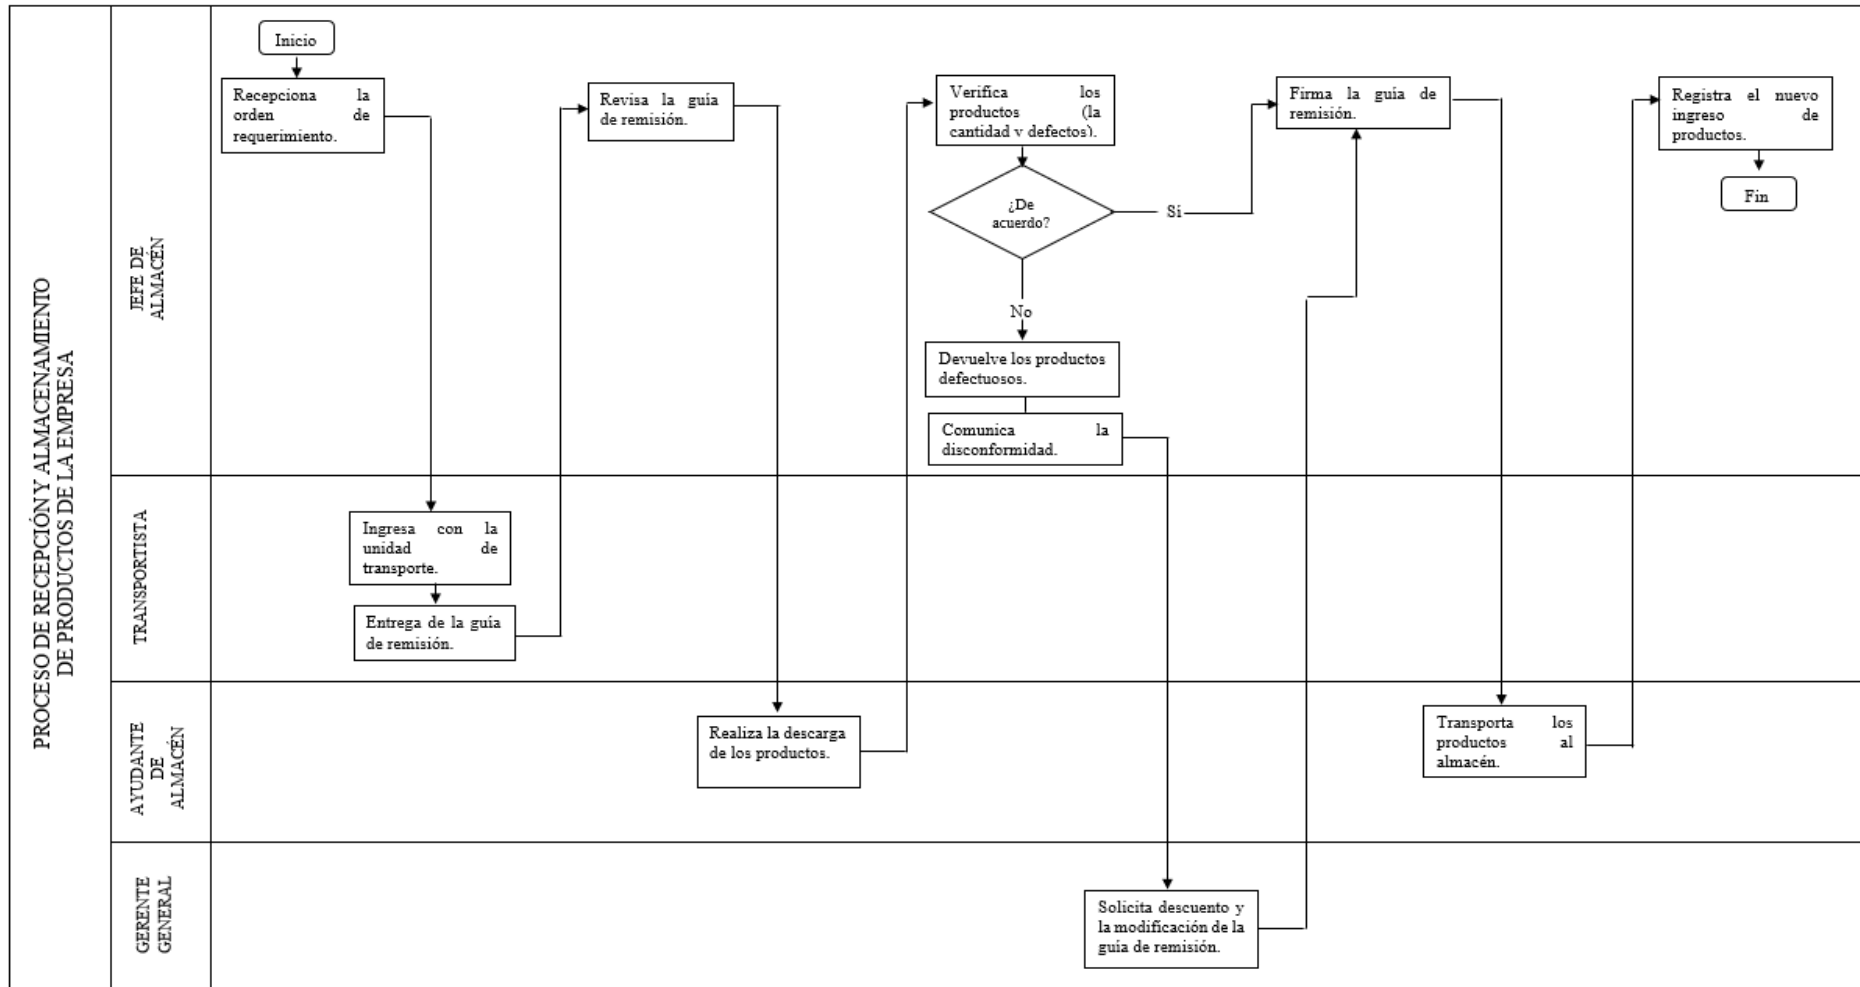 PROCESO DE RECEPCIÓN Y ALMACENAMIENTO
DE PRODUCTOS DE LA EMPRESA
JEFE DE
ALMACÉN
Inicio
Recepciona la
orden de
requerimiento.
Revisa la guía
de remisión.
Verifica los
productos (la
cantidad y defectos).
¿De
acuerdo?
Sí
No
Devuelve los productos
defectuosos.
Comunica la
disconformidad.
Firma la guía de
remisión.
Registra el nuevo
ingreso de
productos.
Fin
TRANSPORTISTA
Ingresa con la
unidad de
transporte.
Entrega de la guía
de remisión.
AYUDANTE
DE
ALMACÉN
Realiza la descarga
de los productos.
Transporta los
productos al
almacén.
GERENTE
GENERAL
Solicita descuento y
la modificación de la
guía de remisión.